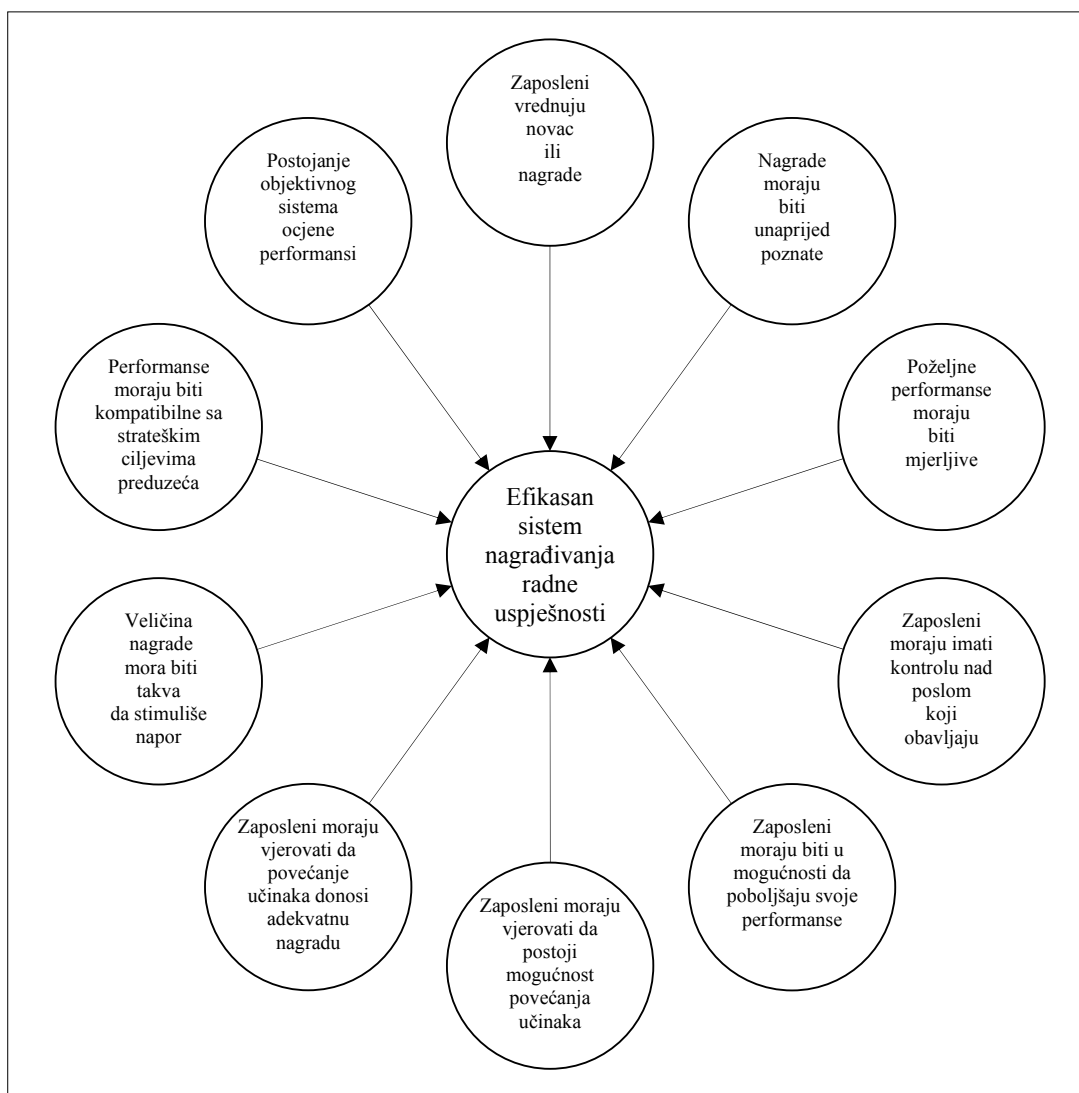 Zaposleni
vrednuju
novac
ili
nagrade
Nagrade
moraju
biti
unaprijed
poznate
Poželjne
performanse
moraju
biti
mjerljive
Zaposleni
moraju imati
kontrolu nad
poslom
koji
obavljaju
Zaposleni
moraju biti u
mogućnosti da
poboljšaju svoje
performanse
Zaposleni moraju
vjerovati da
postoji
mogućnost
povećanja
učinaka
Zaposleni moraju
vjerovati da
povećanje
učinaka donosi
adekvatnu
nagradu
Veličina
nagrade
mora biti
takva
da stimuliše
napor
Performanse
moraju biti
kompatibilne sa
strateškim
ciljevima
preduzeća
Postojanje
objektivnog
sistema
ocjene
performansi
Efikasan
sistem
nagrađivanja
radne
uspješnosti